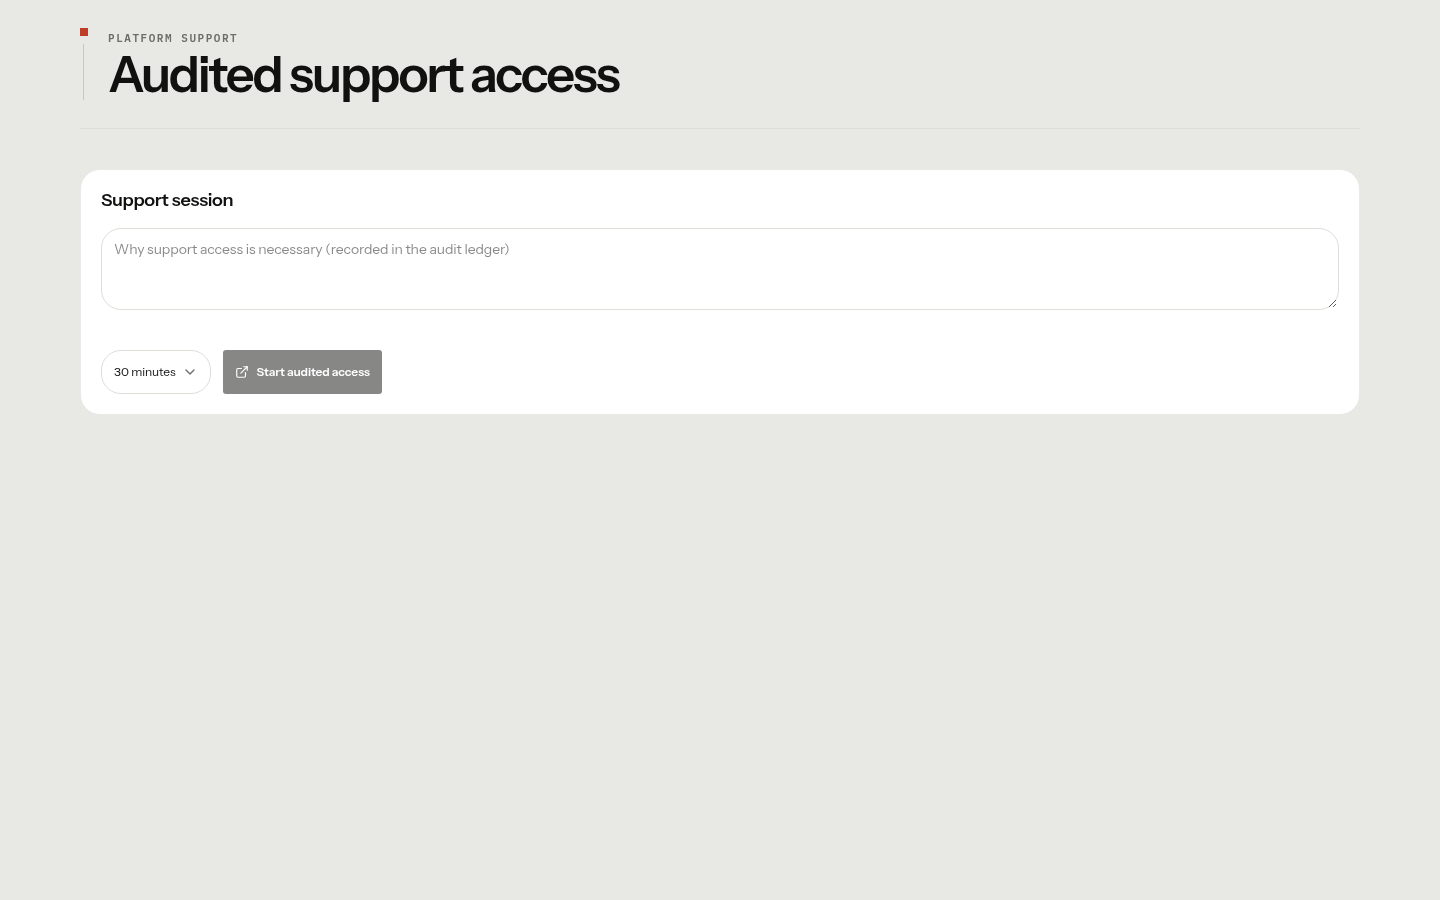 PLATFORM SUPPORT
Audited support access
Support session
Why support access is necessary (recorded in the audit ledger)
30 minutes
Start audited access